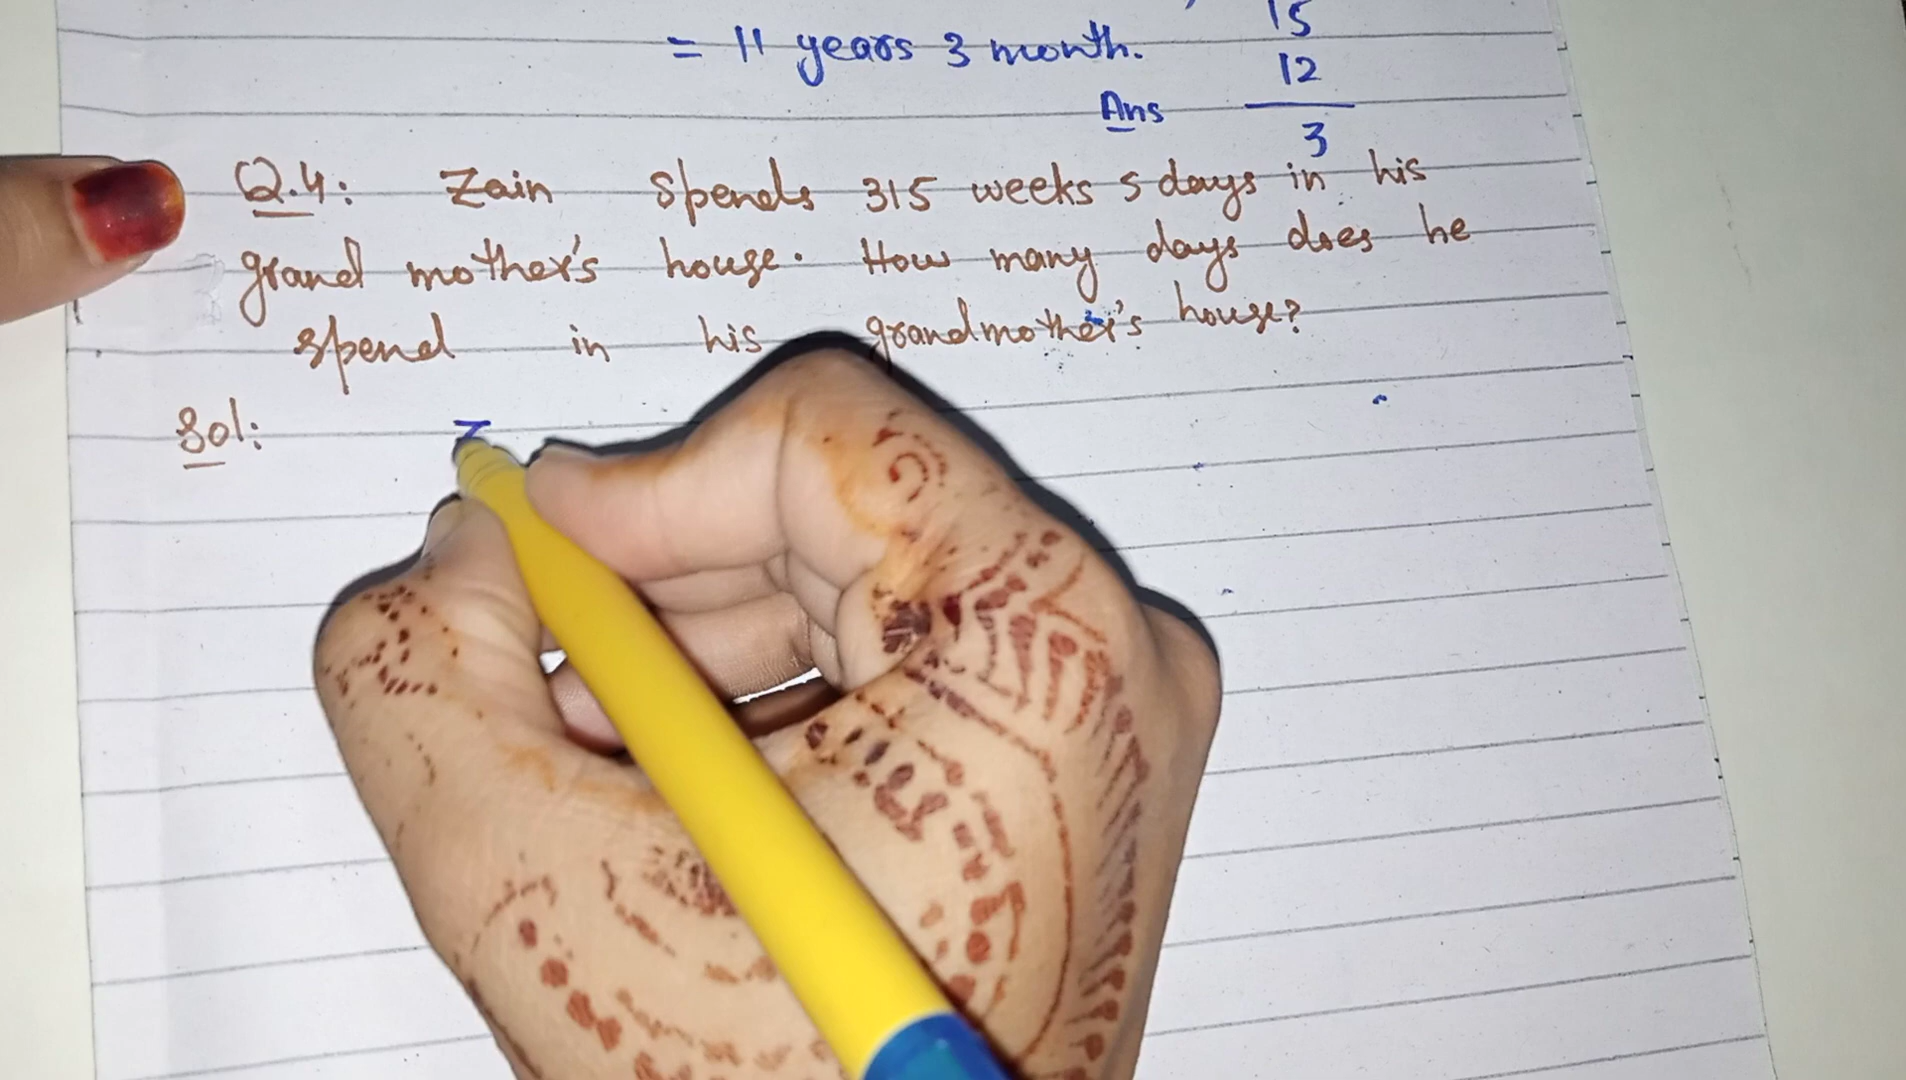 15
= 11 years 3 month.
12
Ans
3
Q.4: Zain spends 315 weeks 5 days in his
grand mother's house. How many days does he
spend in his grandmother's house?
Sol:
Z